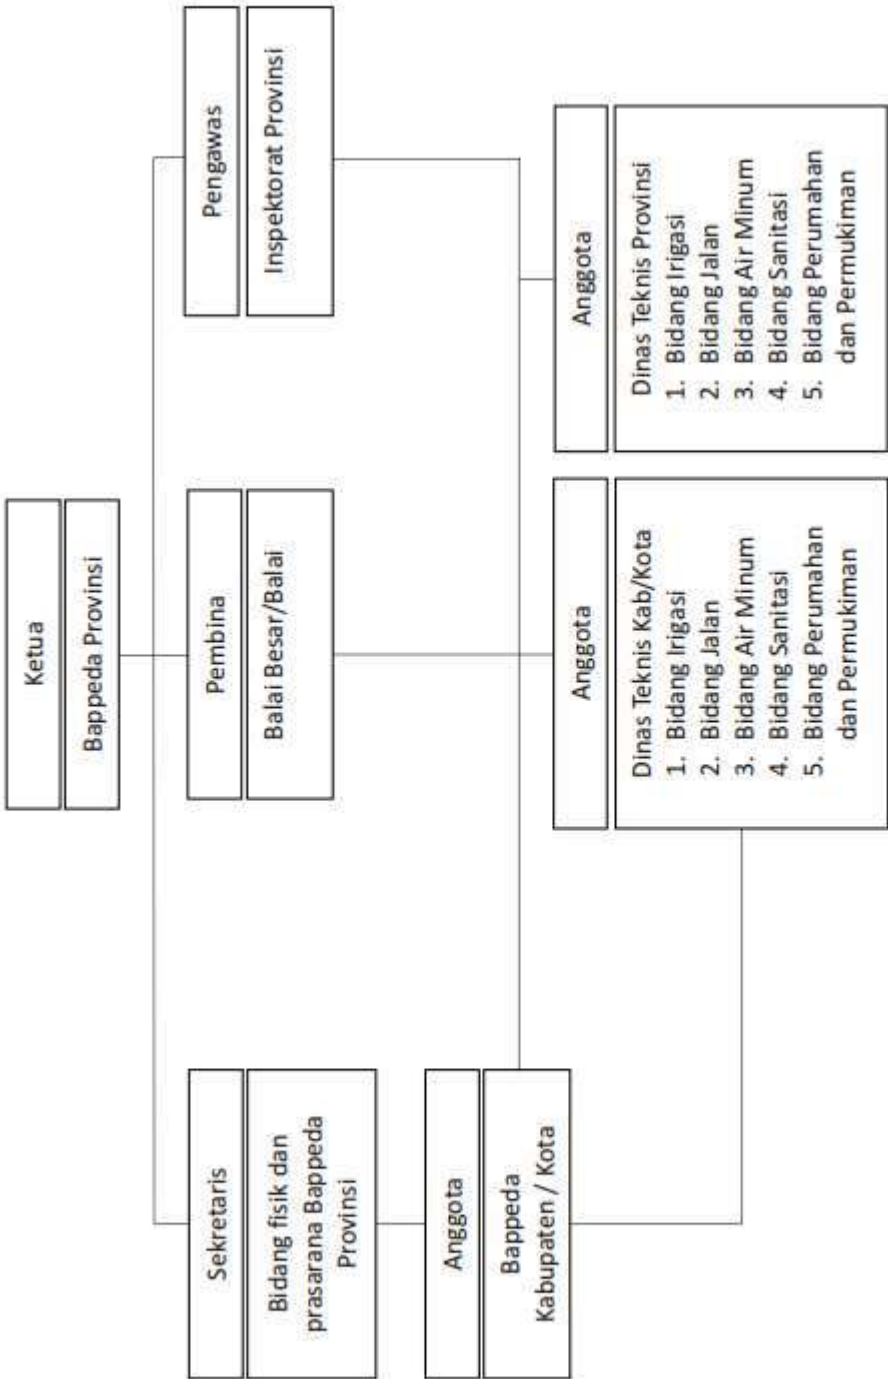 Ketua
Bappeda Provinsi
Sekretaris
Bidang fisik dan
prasarana Bappeda
Provinsi
Pembina
Balai Besar/Balai
Pengawas
Inspektorat Provinsi
Anggota
Bappeda
Kabupaten / Kota
Anggota
Dinas Teknis Kab/Kota
1. Bidang Irigasi
2. Bidang Jalan
3. Bidang Air Minum
4. Bidang Sanitasi
5. Bidang Perumahan
dan Permukiman
Anggota
Dinas Teknis Provinsi
1. Bidang Irigasi
2. Bidang Jalan
3. Bidang Air Minum
4. Bidang Sanitasi
5. Bidang Perumahan
dan Permukiman